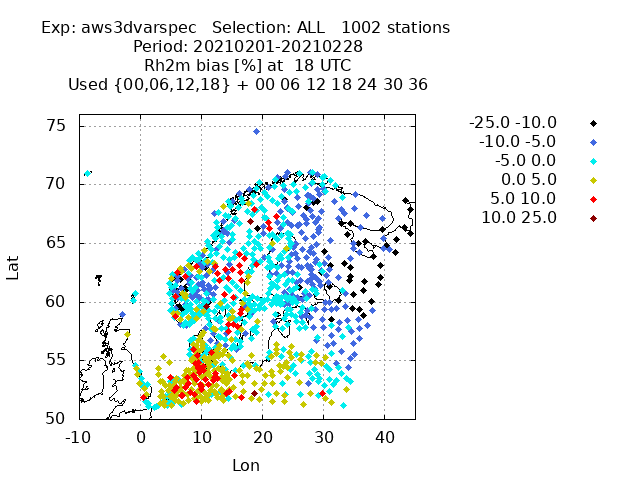 Exp: aws3dvarspec   Selection: ALL   1002 stations
Period: 20210201-20210228
Rh2m bias [%] at  18 UTC
Used {00,06,12,18} + 00 06 12 18 24 30 36
-25.0 -10.0
-10.0 -5.0
-5.0 0.0
0.0 5.0
5.0 10.0
10.0 25.0
75
70
65
60
55
50
Lat
-10 0 10 20 30 40
Lon